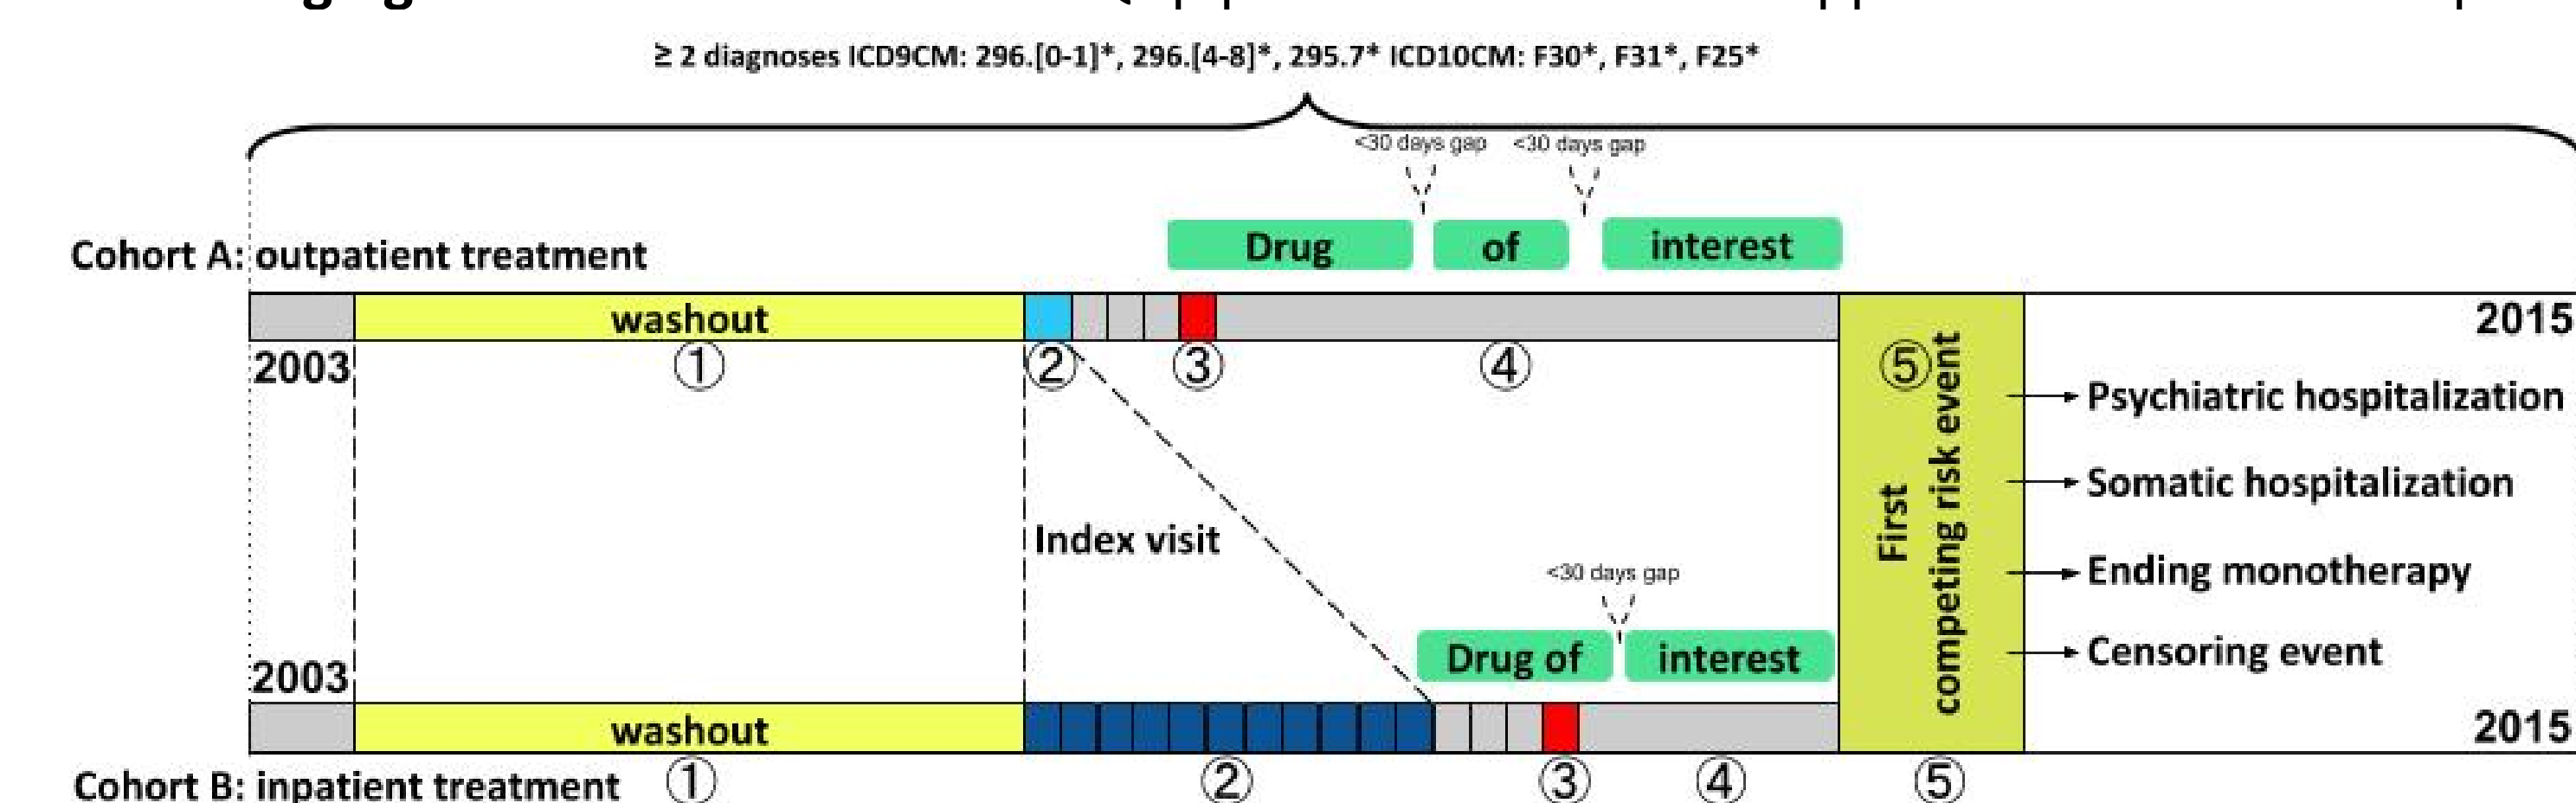 ≥ 2 diagnoses ICD9CM: 296.[0-1]*, 296.[4-8]*, 295.7* ICD10CM: F30*, F31*, F25*
<30 days gap <30 days gap
Drug of interest
Cohort A: outpatient treatment
washout
2015
2003 ① ② ③ ④ ⑤
Psychiatric hospitalization
Somatic hospitalization
First
competing risk event
Index visit
<30 days gap
Ending monotherapy
Drug of interest
Censoring event
2003
washout
2015
Cohort B: inpatient treatment ① ② ③ ④ ⑤